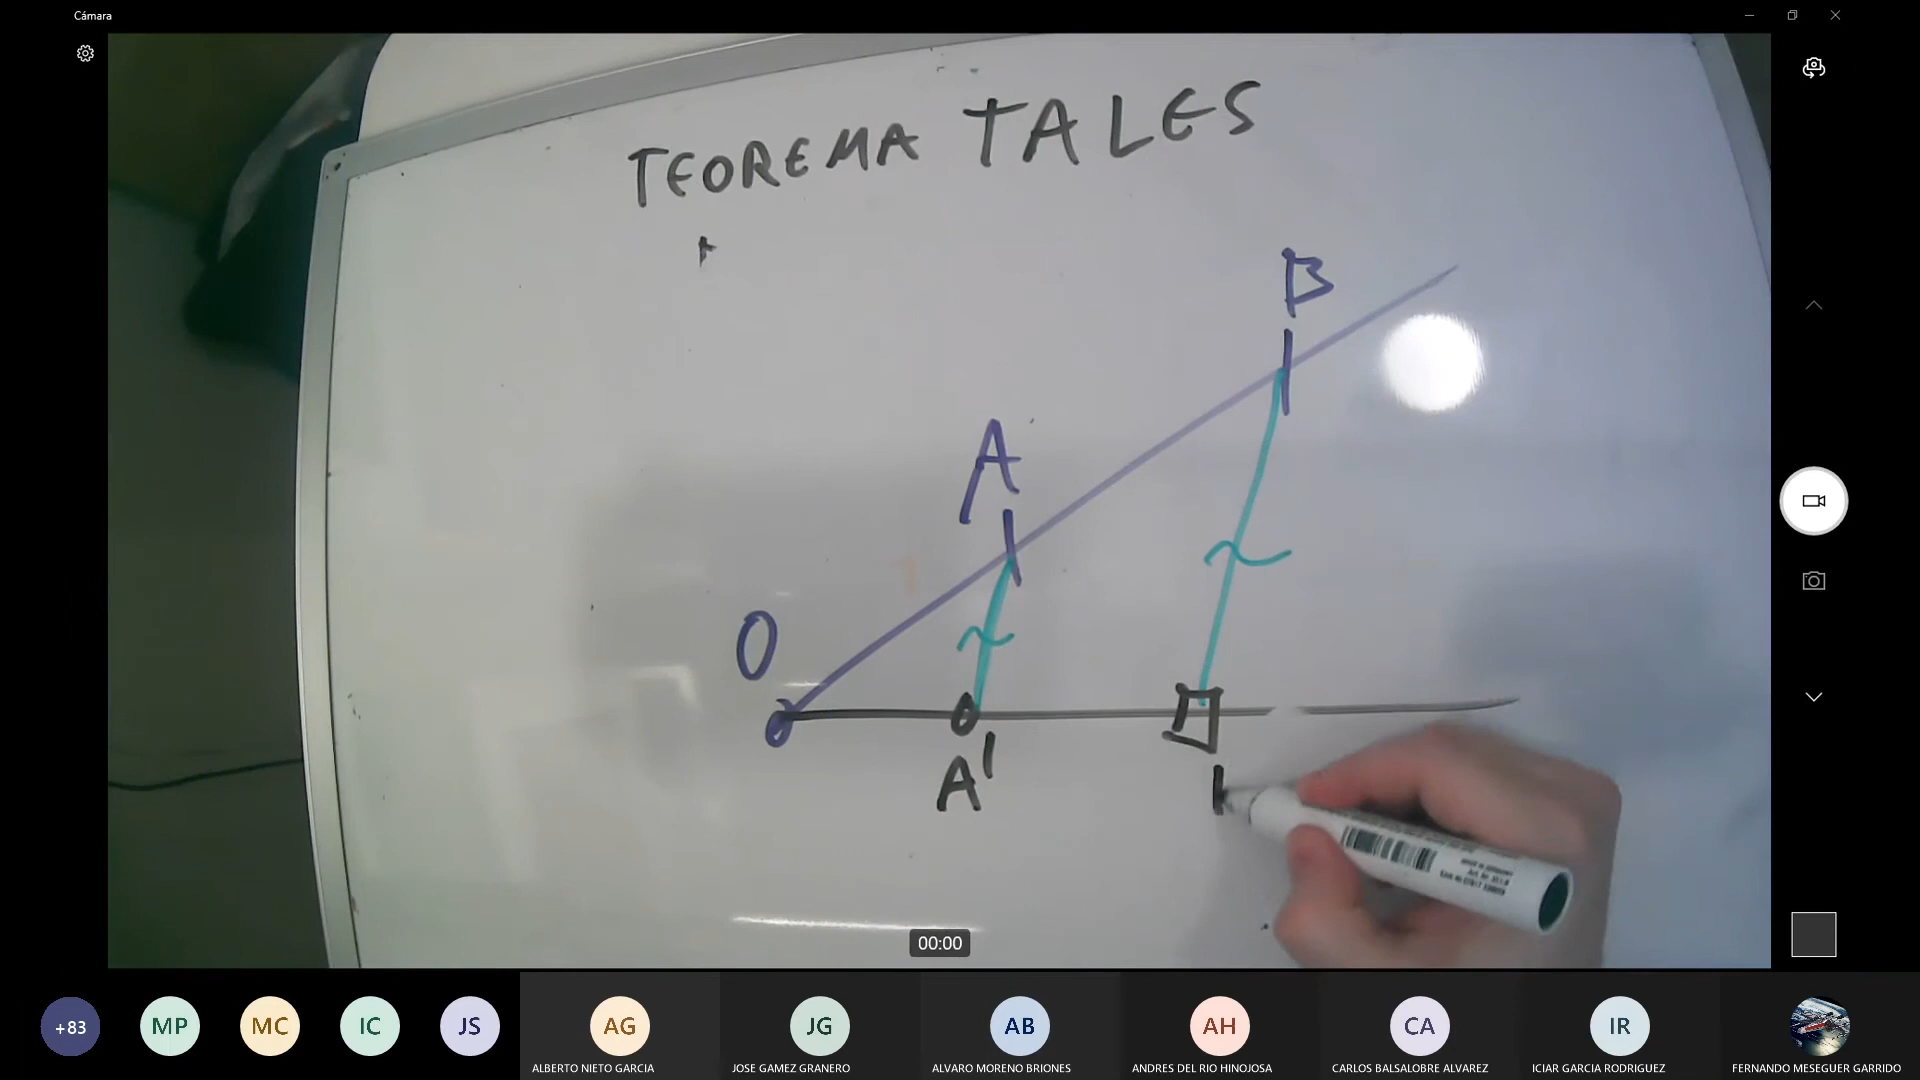 Cámara
TEOREMA TALES
B
A
O
A'
00:00
+83
MP
MC
IC
JS
AG
JG
AB
AH
CA
IR
ALBERTO NIETO GARCIA
JOSE GAMEZ GRANERO
ALVARO MORENO BRIONES
ANDRES DEL RIO HINOJOSA
CARLOS BALSALOBRE ALVAREZ
ICIAR GARCIA RODRIGUEZ
FERNANDO MESEGUER GARRIDO